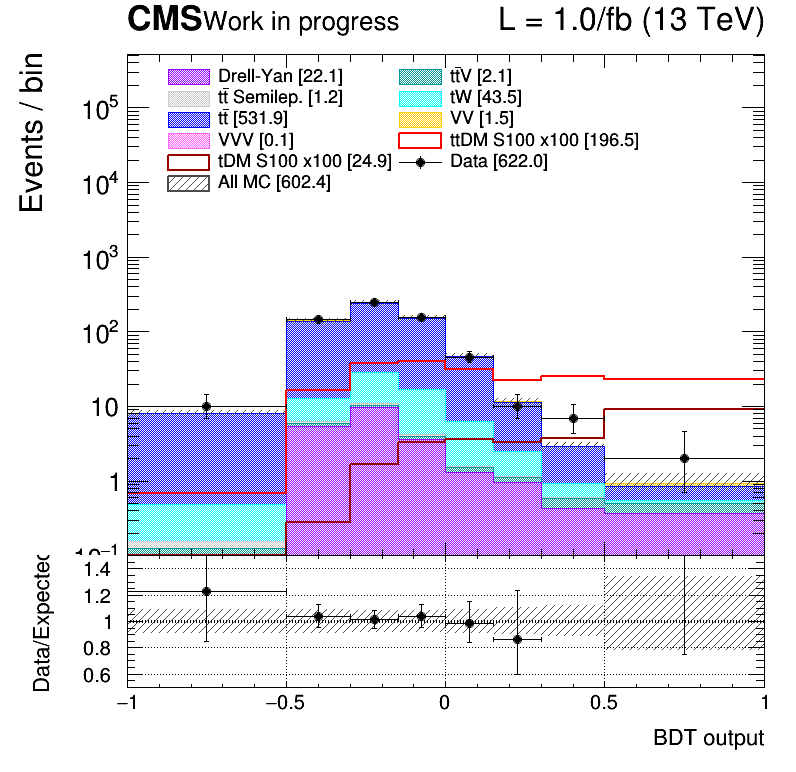 CMS Work in progress L = 1.0/fb (13 TeV)
Events / bin
Drell-Yan [22.1] tt̄V [2.1]
tt̄ Semilep. [1.2] tW [43.5]
tt̄ [531.9] VV [1.5]
VVV [0.1] ttDM S100 x100 [196.5]
tDM S100 x100 [24.9] Data [622.0]
All MC [602.4]
10⁵
10⁴
10³
10²
10
1
10⁻¹
Data/Expected
1.4
1.2
1
0.8
0.6
−1 −0.5 0 0.5 1
BDT output